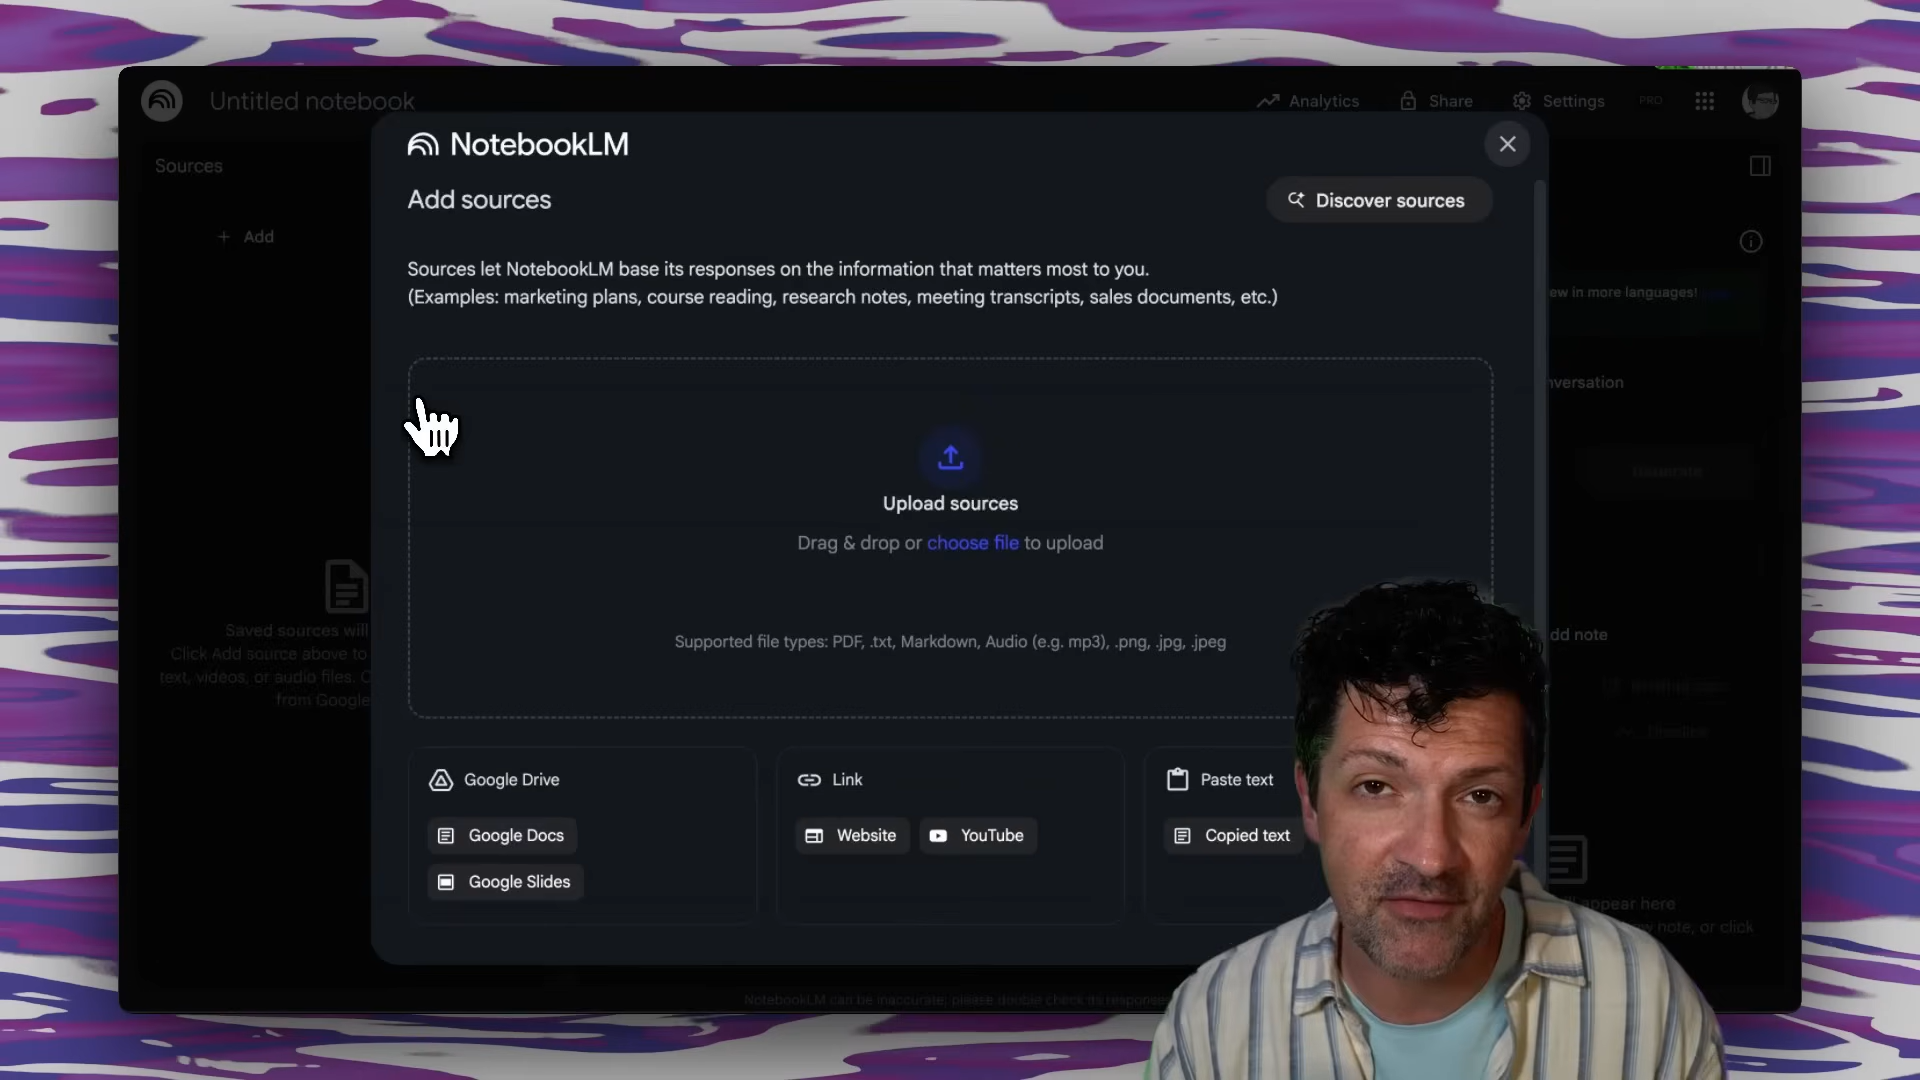 Untitled notebook
Analytics
Share
Settings
PRO
Sources
+ Add
NotebookLM
Add sources
Discover sources
Sources let NotebookLM base its responses on the information that matters most to you.
(Examples: marketing plans, course reading, research notes, meeting transcripts, sales documents, etc.)
ew in more languages!
nversation
Generate
Upload sources
Drag & drop or choose file to upload
Supported file types: PDF, .txt, Markdown, Audio (e.g. mp3), .png, .jpg, .jpeg
Saved sources will
Click Add source above to
text, videos, or audio files.
from Google
dd note
Timeline
Google Drive
Google Docs
Google Slides
Link
Website
YouTube
Paste text
Copied text
appear here
note, or click
NotebookLM can be inaccurate; please double check its responses